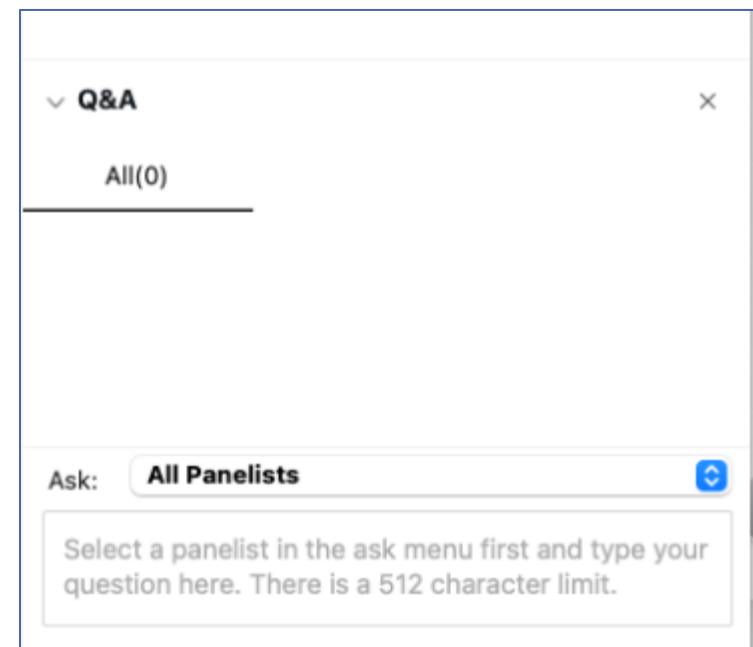 Q&A
All(0)
Ask: All Panelists
Select a panelist in the ask menu first and type your
question here. There is a 512 character limit.